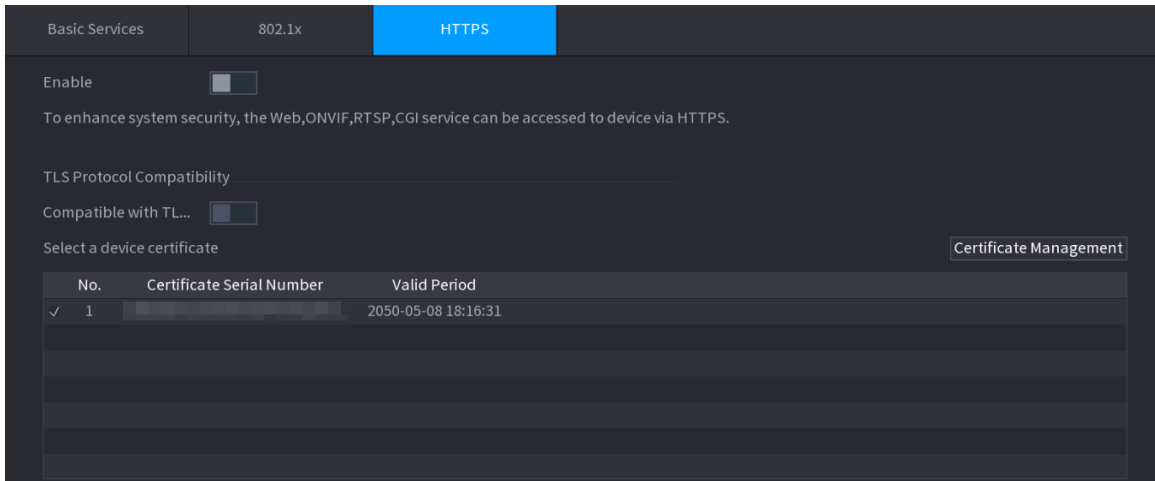 Basic Services 802.1x HTTPS
Enable
To enhance system security, the Web,ONVIF,RTSP,CGI service can be accessed to device via HTTPS.
TLS Protocol Compatibility
Compatible with TL...
Select a device certificate Certificate Management
No. Certificate Serial Number Valid Period
1 2050-05-08 18:16:31